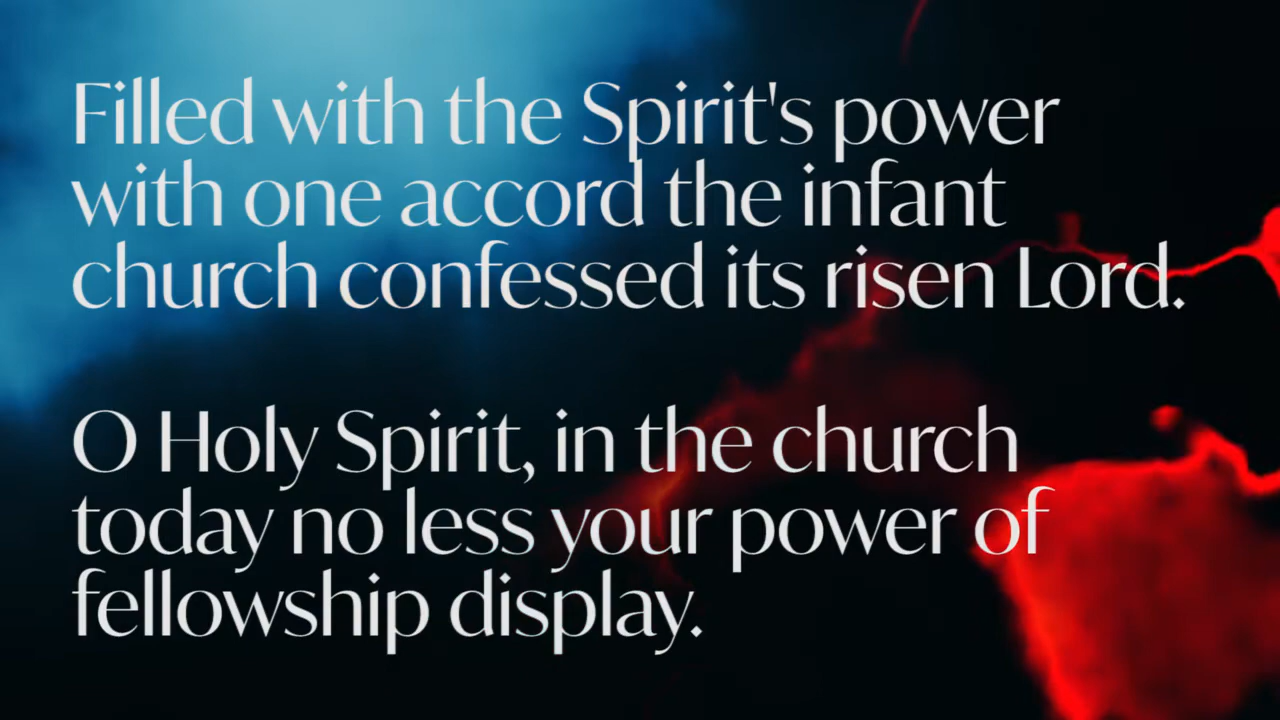 Filled with the Spirit's power
with one accord the infant
church confessed its risen Lord.
O Holy Spirit, in the church
today no less your power of
fellowship display.